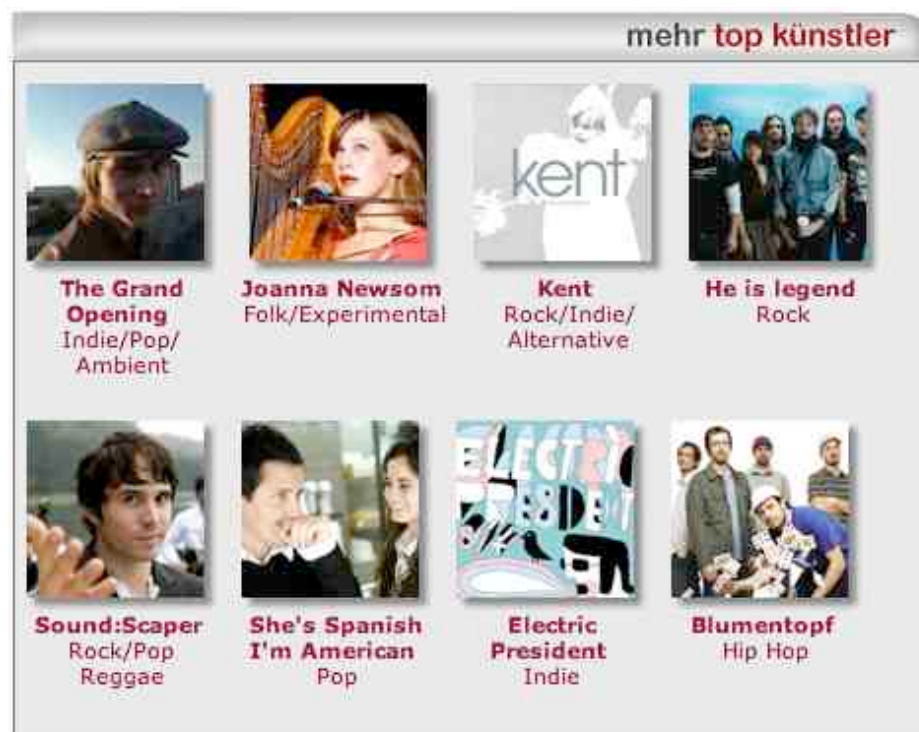 mehr top künstler
kent
The Grand
Opening
Indie/Pop/
Ambient
Joanna Newsom
Folk/Experimental
Kent
Rock/Indie/
Alternative
He is legend
Rock
ELECTRIC
PRESIDENT
Sound:Scaper
Rock/Pop
Reggae
She's Spanish
I'm American
Pop
Electric
President
Indie
Blumentopf
Hip Hop